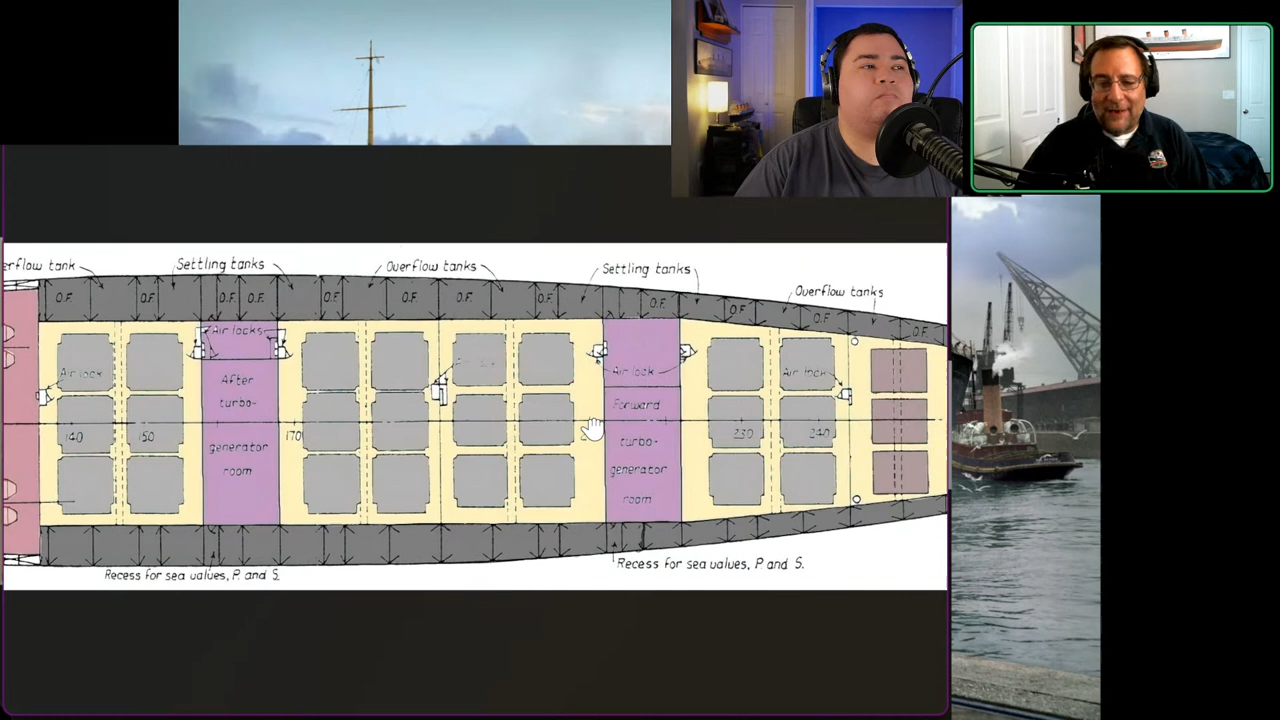 erflow tank
Settling tanks
Overflow tanks
Settling tanks
Overflow tanks
O.F.
O.F.
O.F.
O.F.
O.F.
O.F.
O.F.
O.F.
O.F.
O.F.
O.F.
O.F.
Air locks
Air lock
Air lock
Air lock
After
turbo-
generator
room
Forward
turbo-
generator
room
140
150
170
230
240
Recess for sea values, P. and S.
Recess for sea values, P. and S.